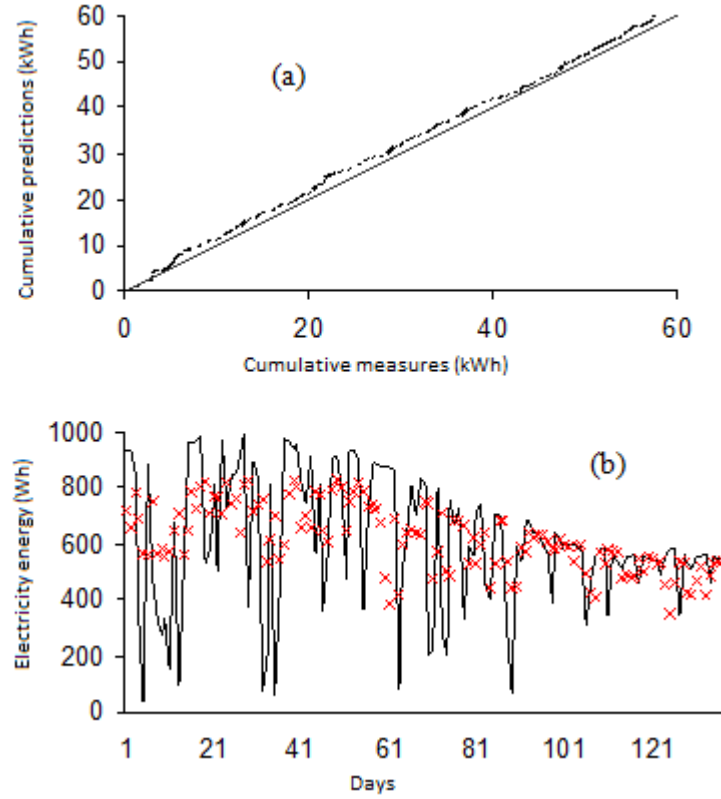 Cumulative predictions (kWh)
60
50
40
30
20
10
0
(a)
0 20 40 60
Cumulative measures (kWh)
Electricity energy (Wh)
1000
800
600
400
200
0
(b)
1 21 41 61 81 101 121
Days